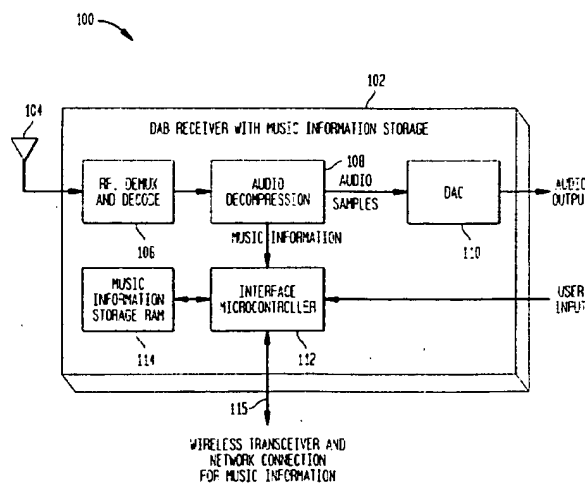 100
102
104
DAB RECEIVER WITH MUSIC INFORMATION STORAGE
RF, DEMUX
AND DECODE
106
AUDIO
DECOMPRESSION
108
AUDIO
SAMPLES
DAC
110
AUDIO
OUTPUT
MUSIC INFORMATION
MUSIC
INFORMATION
STORAGE RAM
114
INTERFACE
MICROCONTROLLER
112
USER
INPUT
115
WIRELESS TRANSCEIVER AND
NETWORK CONNECTION
FOR MUSIC INFORMATION